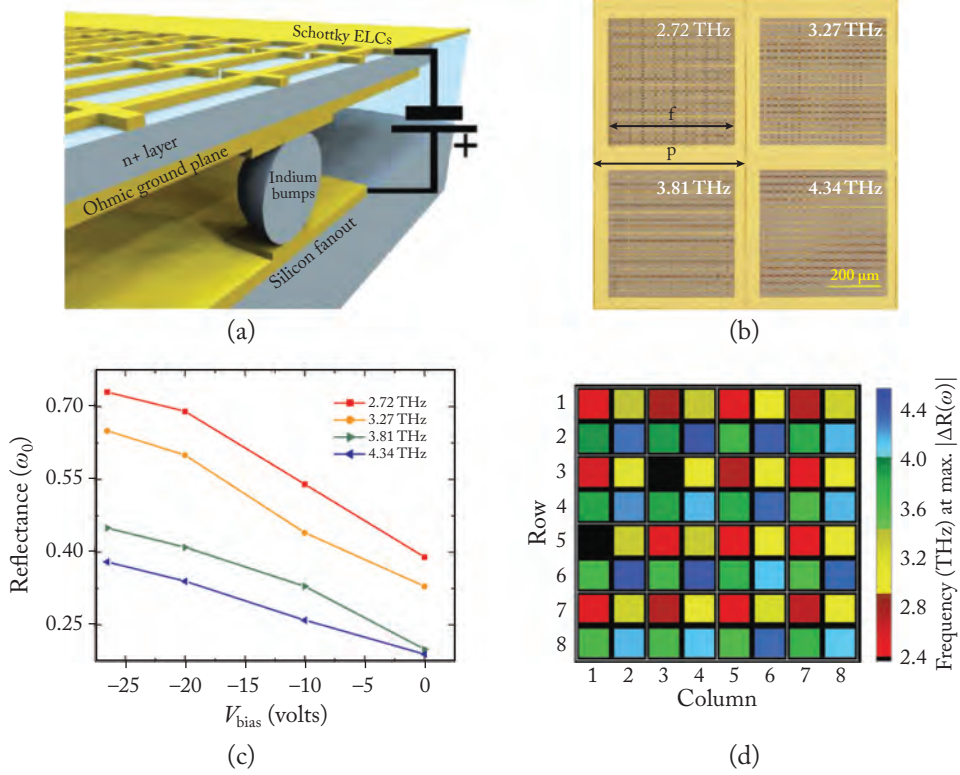 Schottky ELCs
n+ layer
Ohmic ground plane
Indium
bumps
Silicon fanout
+
(a)
2.72 THz
3.27 THz
f
p
3.81 THz
4.34 THz
200 μm
(b)
Reflectance (ω₀)
0.70
0.55
0.40
0.25
2.72 THz
3.27 THz
3.81 THz
4.34 THz
−25 −20 −15 −10 −5 0
V_bias (volts)
(c)
Row
1
2
3
4
5
6
7
8
1 2 3 4 5 6 7 8
Column
4.4
4.0
3.6
3.2
2.8
2.4
Frequency (THz) at max. |ΔR(ω)|
(d)